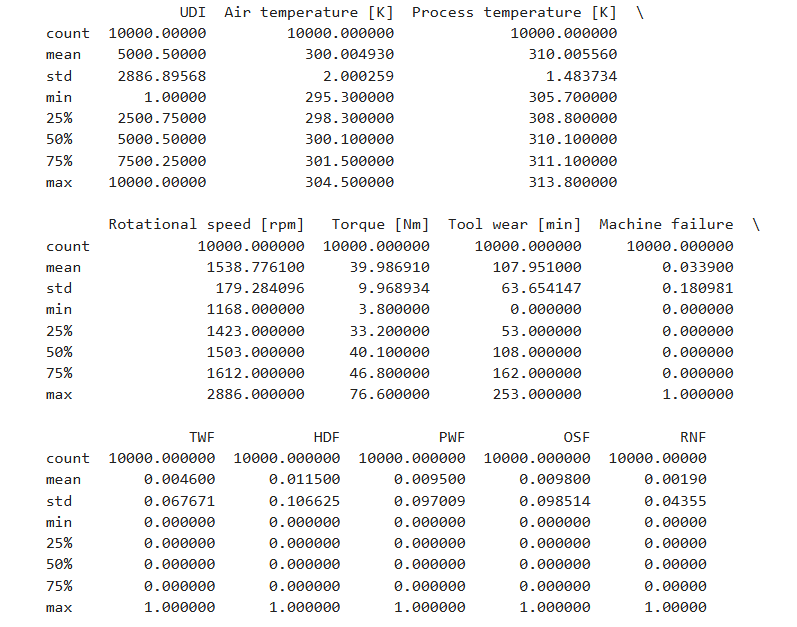 UDI Air temperature [K] Process temperature [K] \
count 10000.00000 10000.000000 10000.000000
mean 5000.50000 300.004930 310.005560
std 2886.89568 2.000259 1.483734
min 1.00000 295.300000 305.700000
25% 2500.75000 298.300000 308.800000
50% 5000.50000 300.100000 310.100000
75% 7500.25000 301.500000 311.100000
max 10000.00000 304.500000 313.800000
Rotational speed [rpm] Torque [Nm] Tool wear [min] Machine failure \
count 10000.000000 10000.000000 10000.000000 10000.000000
mean 1538.776100 39.986910 107.951000 0.033900
std 179.284096 9.968934 63.654147 0.180981
min 1168.000000 3.800000 0.000000 0.000000
25% 1423.000000 33.200000 53.000000 0.000000
50% 1503.000000 40.100000 108.000000 0.000000
75% 1612.000000 46.800000 162.000000 0.000000
max 2886.000000 76.600000 253.000000 1.000000
TWF HDF PWF OSF RNF
count 10000.000000 10000.000000 10000.000000 10000.000000 10000.00000
mean 0.004600 0.011500 0.009500 0.009800 0.00190
std 0.067671 0.106625 0.097009 0.098514 0.04355
min 0.000000 0.000000 0.000000 0.000000 0.00000
25% 0.000000 0.000000 0.000000 0.000000 0.00000
50% 0.000000 0.000000 0.000000 0.000000 0.00000
75% 0.000000 0.000000 0.000000 0.000000 0.00000
max 1.000000 1.000000 1.000000 1.000000 1.00000